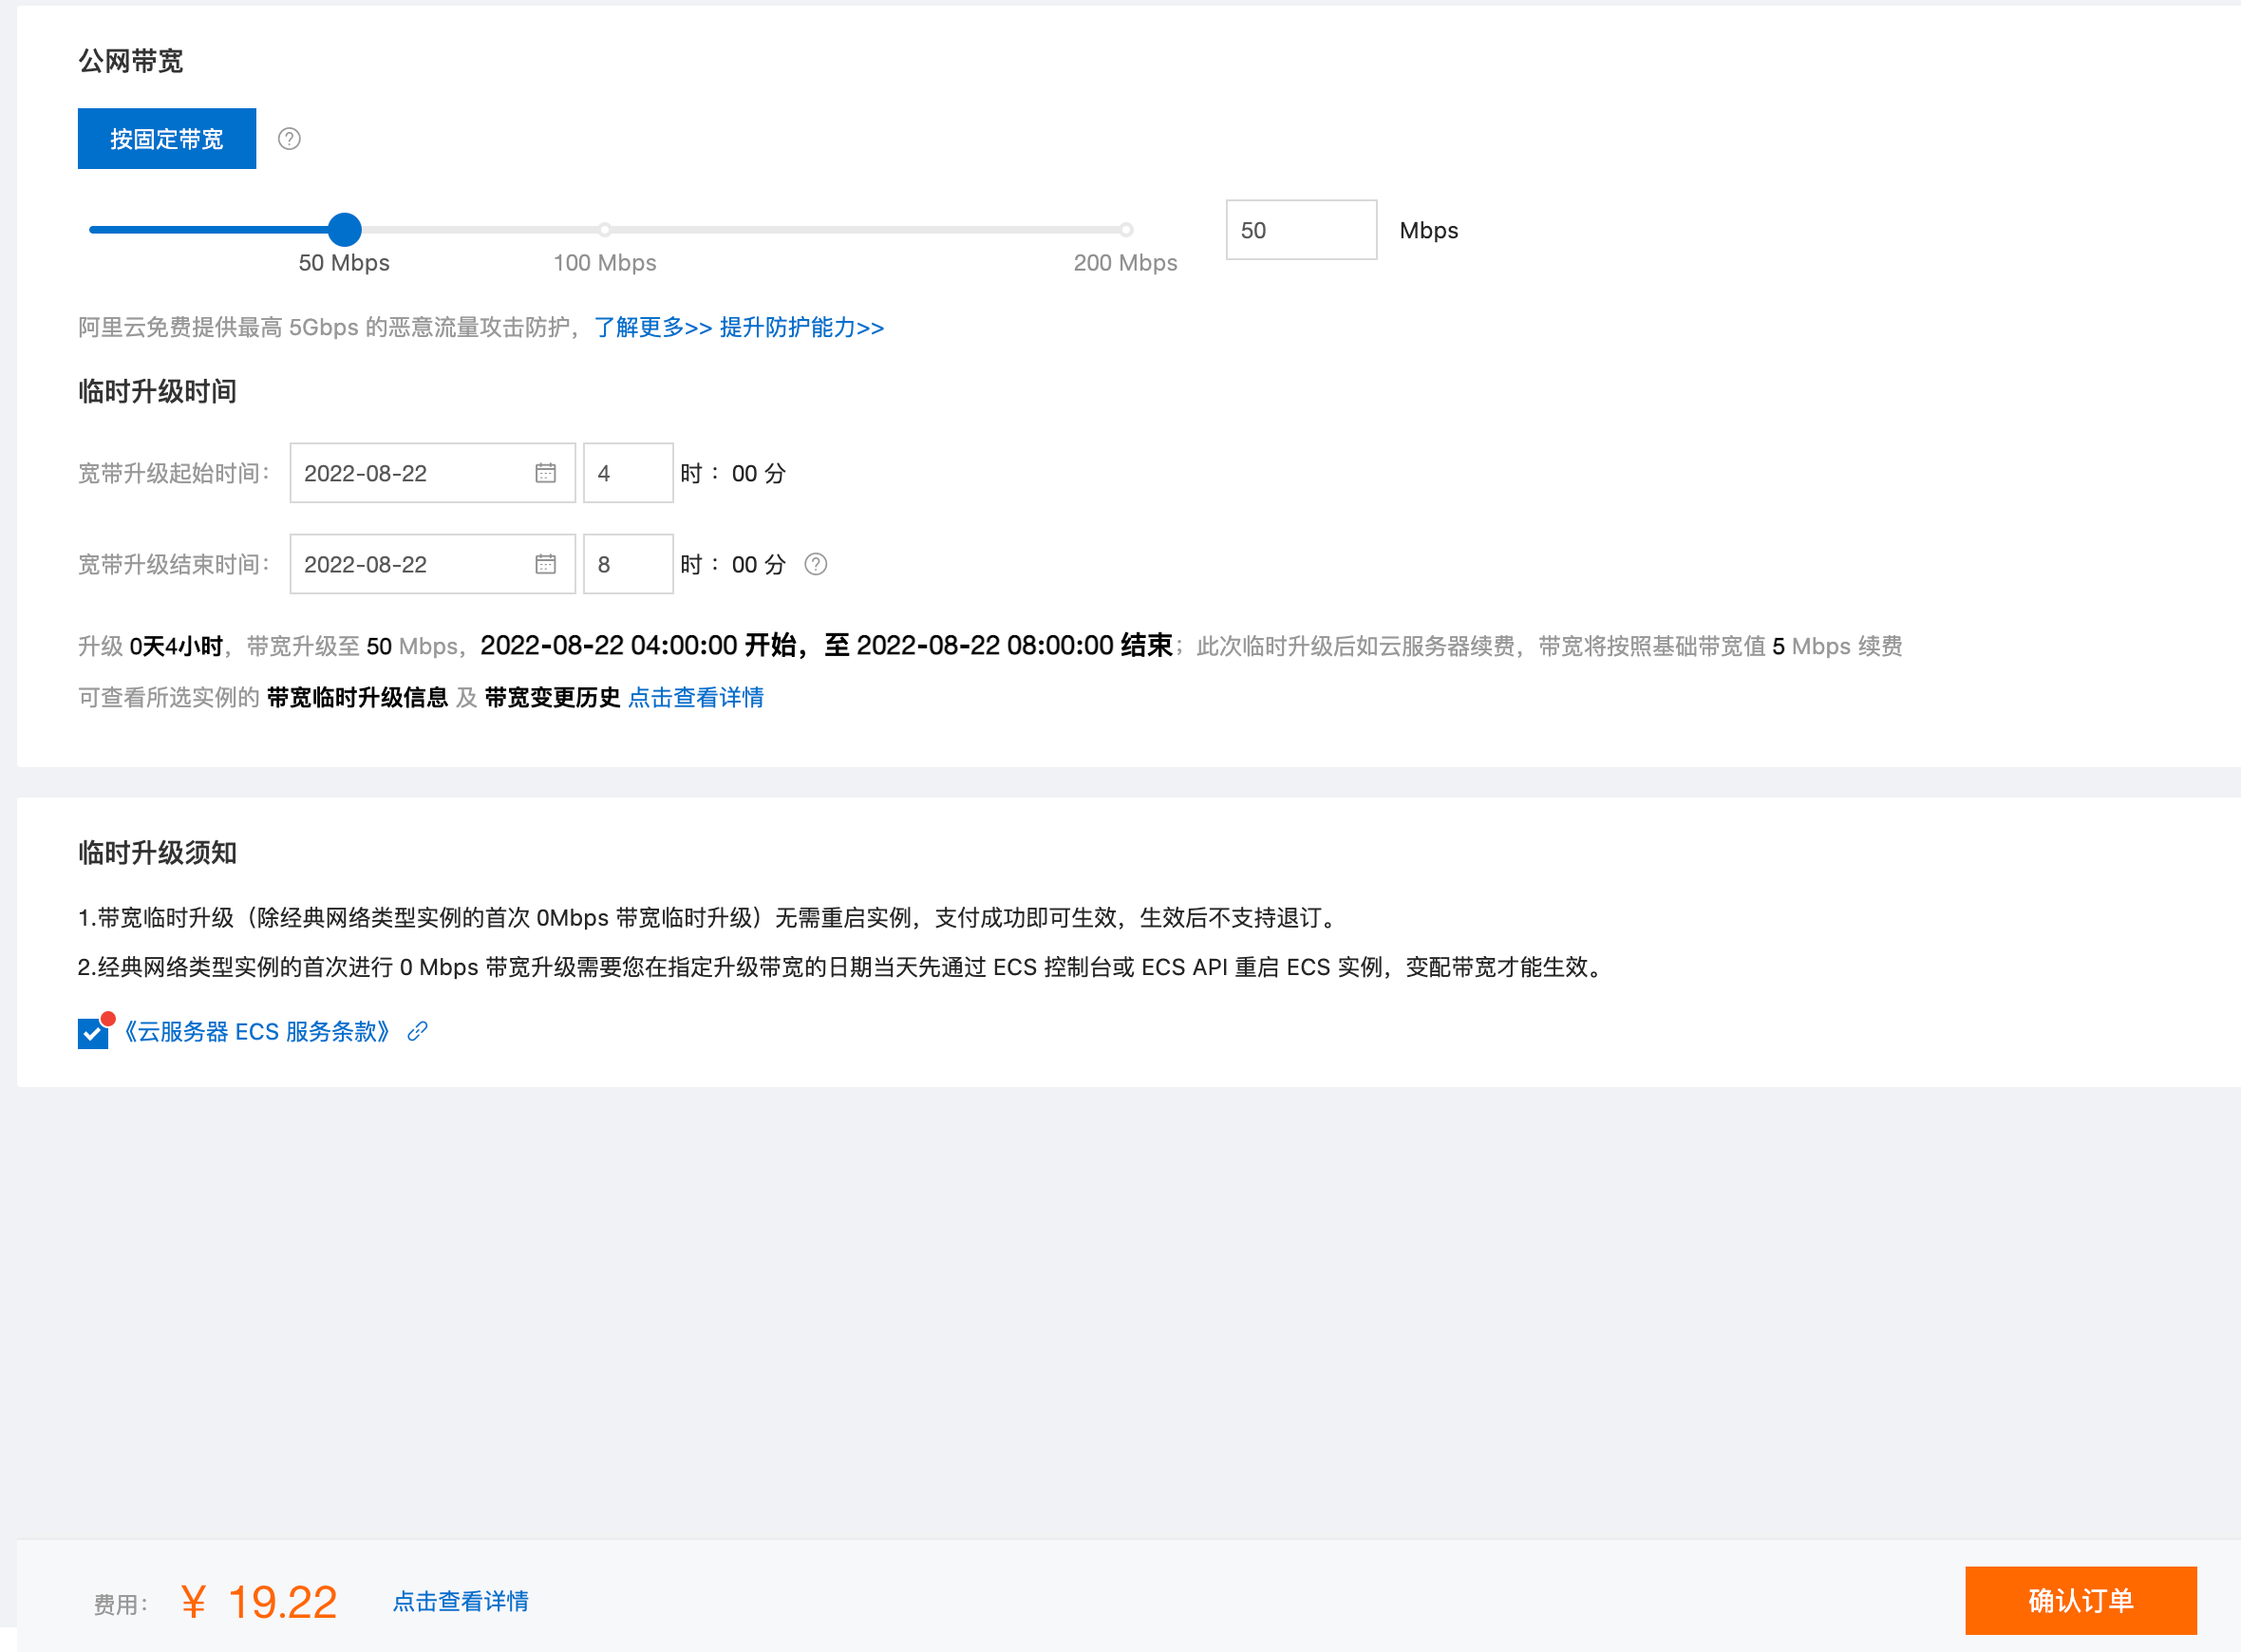 公网带宽
按固定带宽 ?
50 Mbps 100 Mbps 200 Mbps 50 Mbps
阿里云免费提供最高 5Gbps 的恶意流量攻击防护，了解更多>> 提升防护能力>>
临时升级时间
宽带升级起始时间： 2022-08-22 4 时 ：00 分
宽带升级结束时间： 2022-08-22 8 时 ：00 分 ?
升级 0天4小时，带宽升级至 50 Mbps，2022-08-22 04:00:00 开始，至 2022-08-22 08:00:00 结束；此次临时升级后如云服务器续费，带宽将按照基础带宽值 5 Mbps 续费
可查看所选实例的 带宽临时升级信息 及 带宽变更历史 点击查看详情
临时升级须知
1.带宽临时升级（除经典网络类型实例的首次 0Mbps 带宽临时升级）无需重启实例，支付成功即可生效，生效后不支持退订。
2.经典网络类型实例的首次进行 0 Mbps 带宽升级需要您在指定升级带宽的日期当天先通过 ECS 控制台或 ECS API 重启 ECS 实例，变配带宽才能生效。
《云服务器 ECS 服务条款》
费用： ¥ 19.22 点击查看详情 确认订单